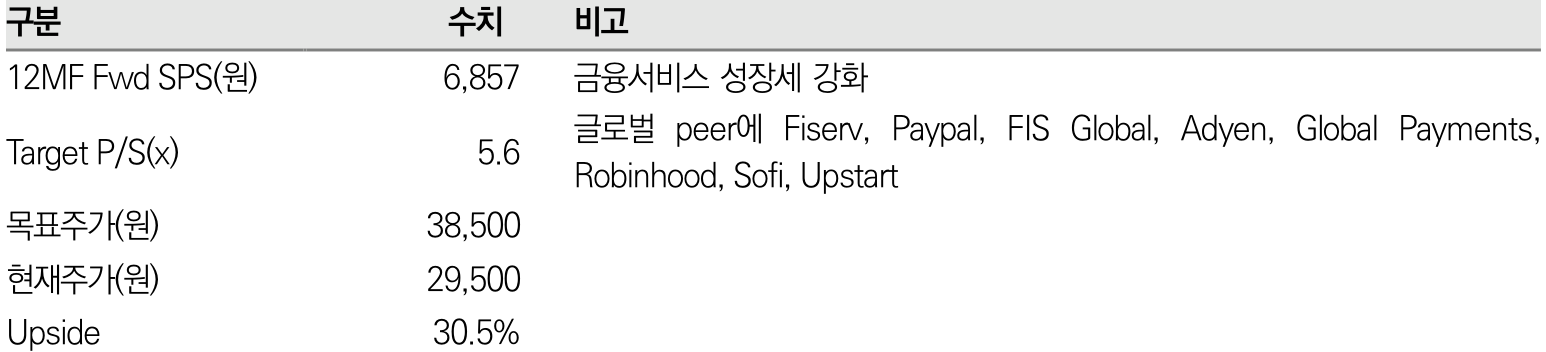 구분 수치 비고
12MF Fwd SPS(원) 6,857 금융서비스 성장세 강화
Target P/S(x) 5.6 글로벌 peer에 Fiserv, Paypal, FIS Global, Adyen, Global Payments,
Robinhood, Sofi, Upstart
목표주가(원) 38,500
현재주가(원) 29,500
Upside 30.5%